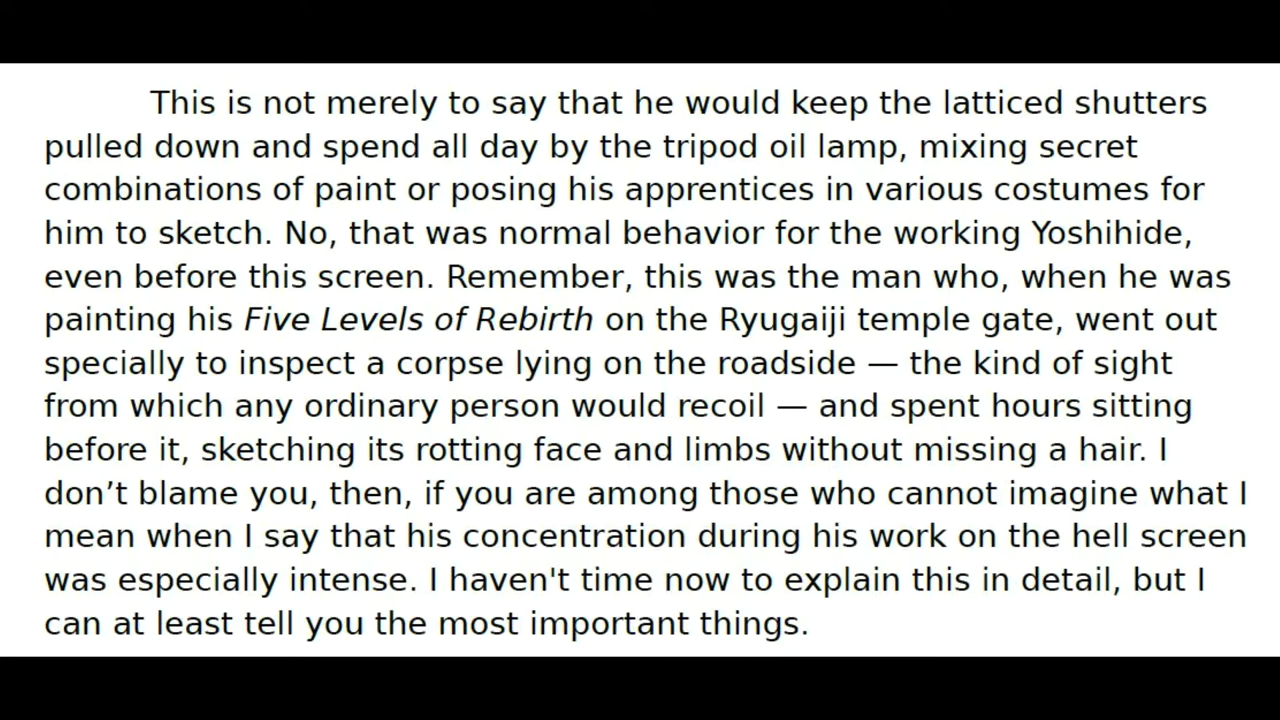 This is not merely to say that he would keep the latticed shutters
pulled down and spend all day by the tripod oil lamp, mixing secret
combinations of paint or posing his apprentices in various costumes for
him to sketch. No, that was normal behavior for the working Yoshihide,
even before this screen. Remember, this was the man who, when he was
painting his Five Levels of Rebirth on the Ryugaiji temple gate, went out
specially to inspect a corpse lying on the roadside — the kind of sight
from which any ordinary person would recoil — and spent hours sitting
before it, sketching its rotting face and limbs without missing a hair. I
don’t blame you, then, if you are among those who cannot imagine what I
mean when I say that his concentration during his work on the hell screen
was especially intense. I haven't time now to explain this in detail, but I
can at least tell you the most important things.